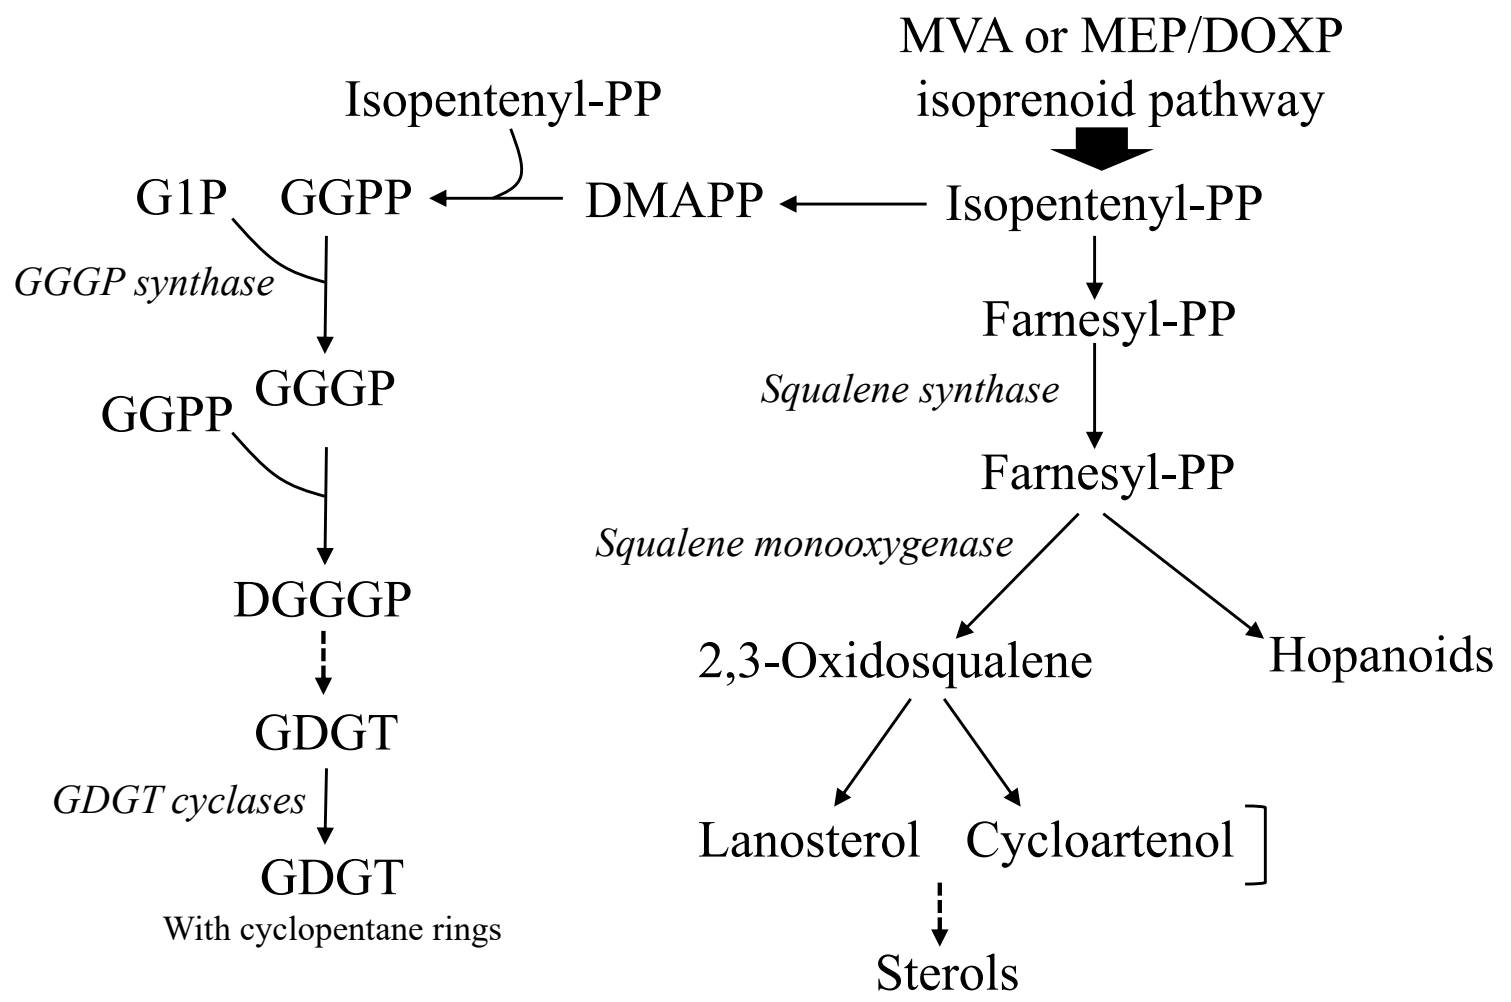 MVA or MEP/DOXP
isoprenoid pathway
Isopentenyl-PP
G1P
GGPP
DMAPP
Isopentenyl-PP
GGGP synthase
Farnesyl-PP
GGGP
GGPP
Squalene synthase
Farnesyl-PP
Squalene monooxygenase
DGGGP
2,3-Oxidosqualene
Hopanoids
GDGT
GDGT cyclases
Lanosterol
Cycloartenol
GDGT
With cyclopentane rings
Sterols